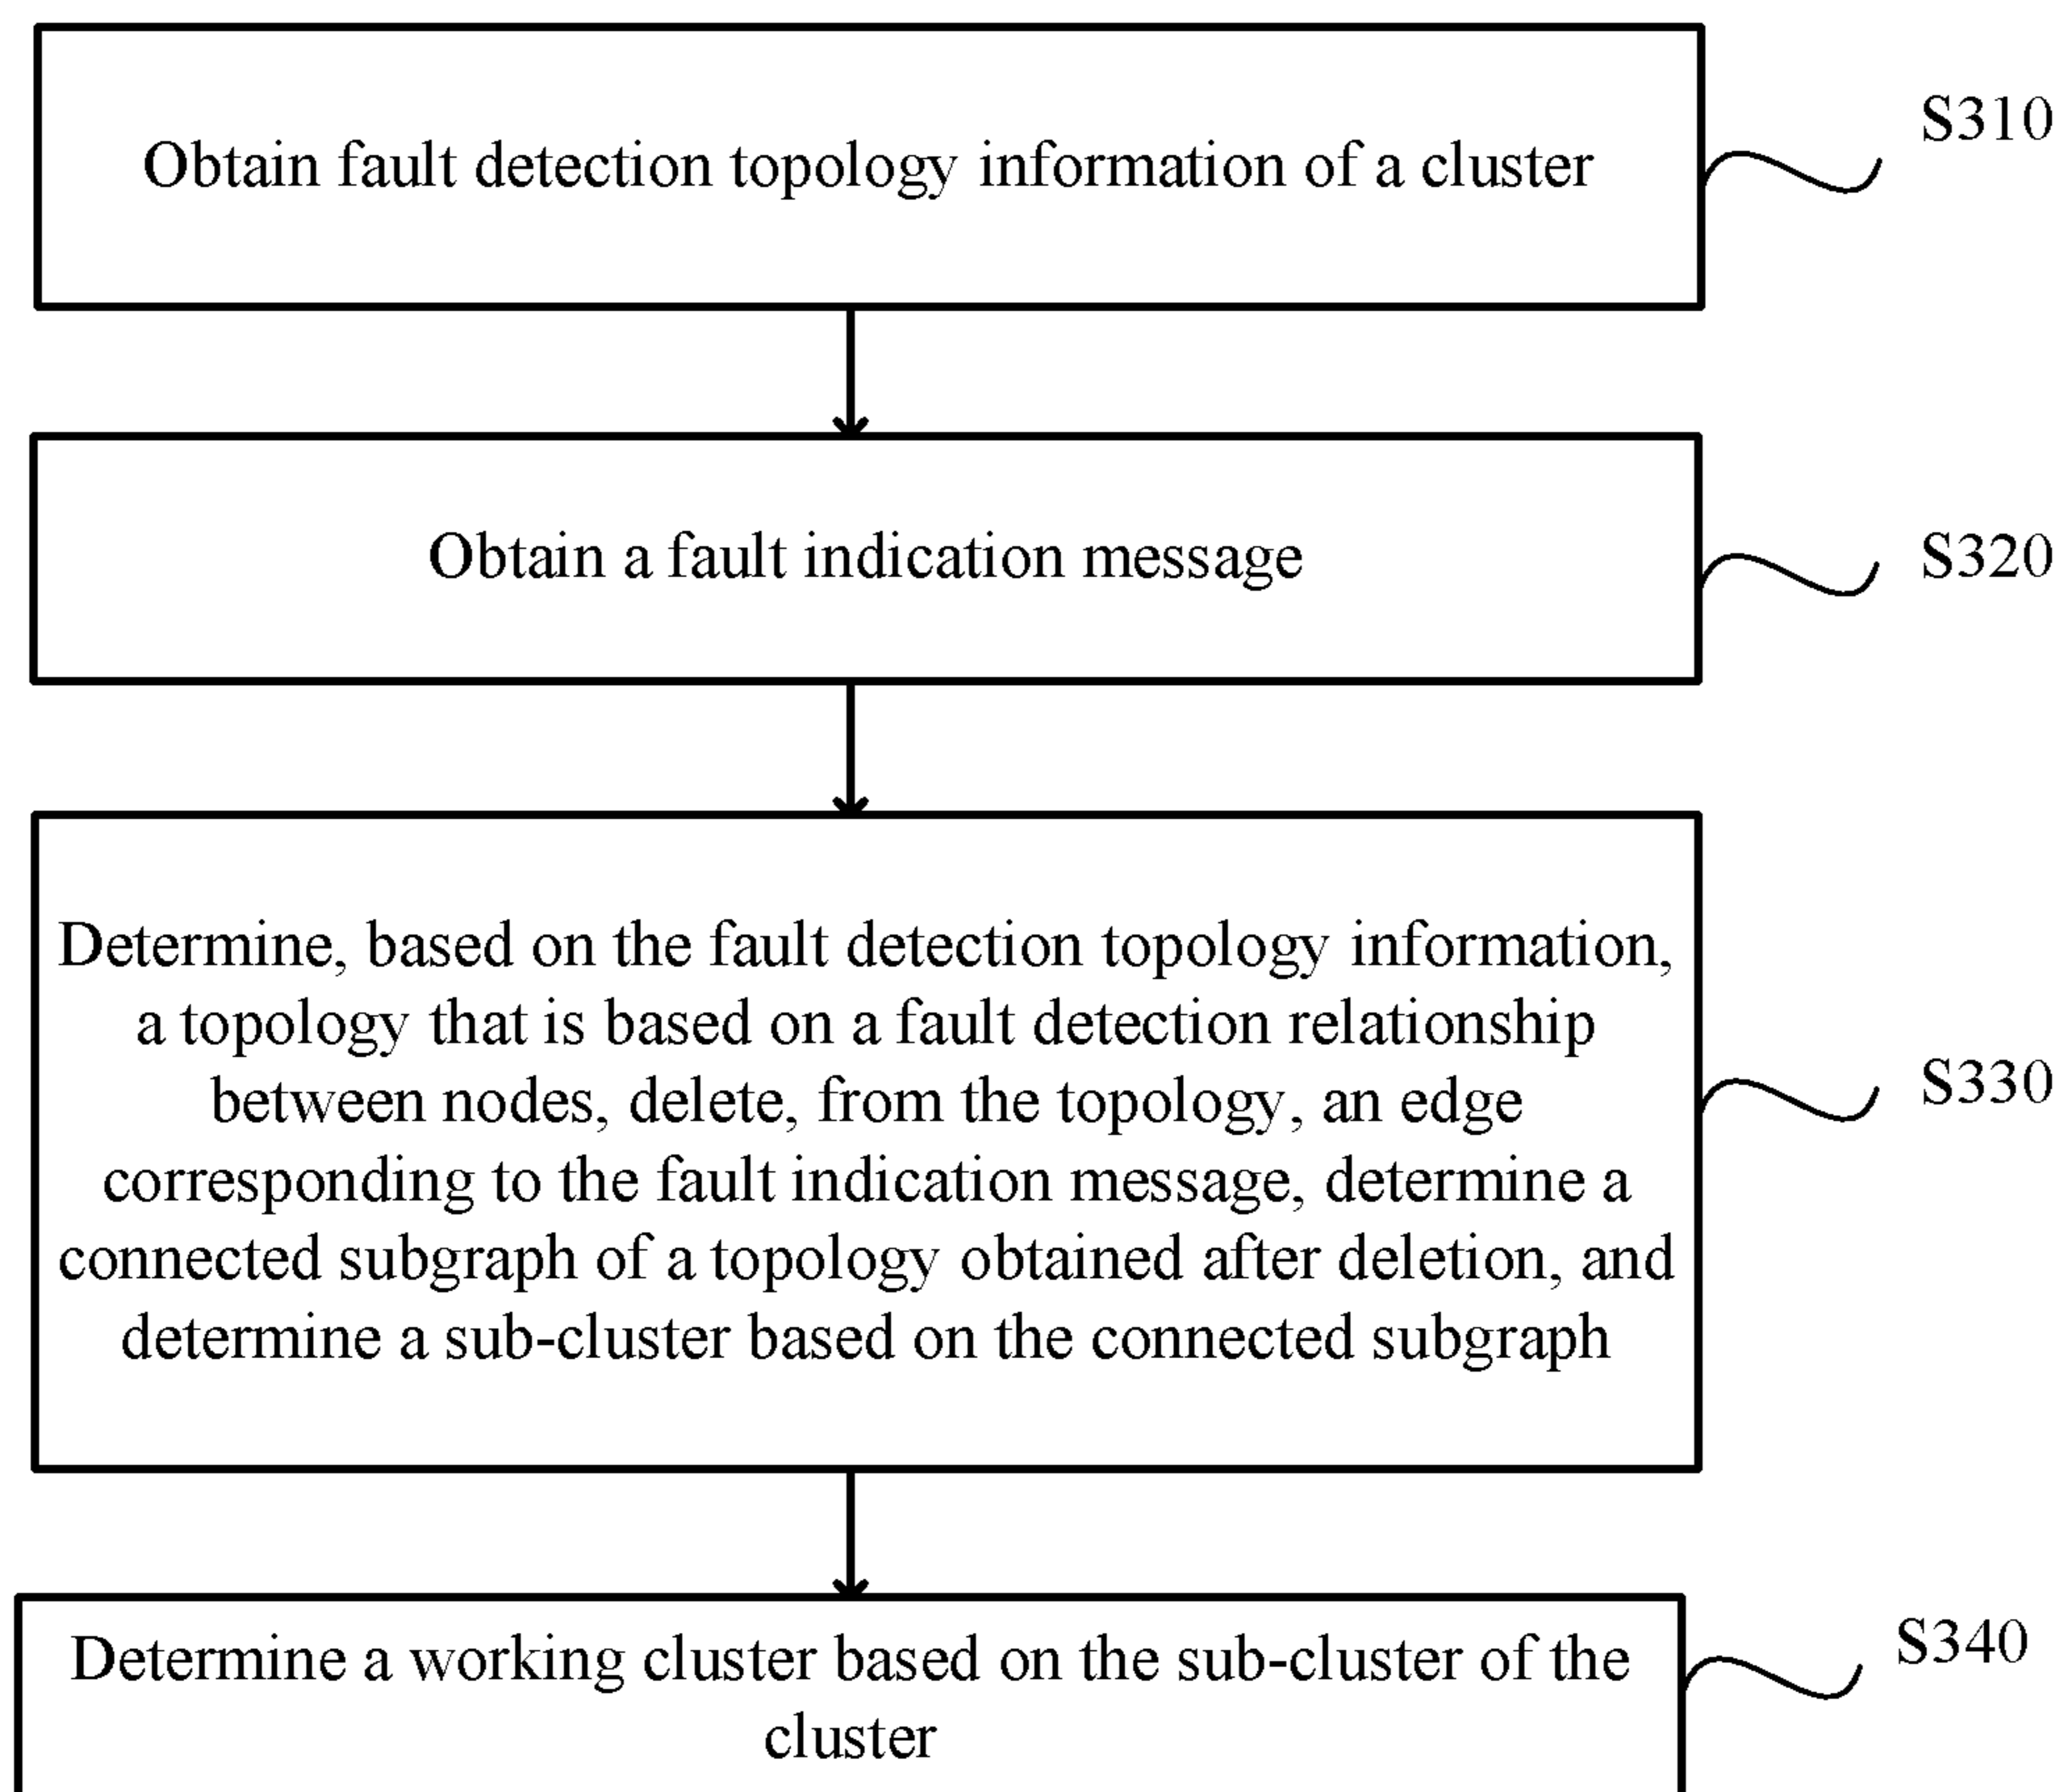 Obtain fault detection topology information of a cluster
S310
Obtain a fault indication message
S320
Determine, based on the fault detection topology information,
a topology that is based on a fault detection relationship
between nodes, delete, from the topology, an edge
corresponding to the fault indication message, determine a
connected subgraph of a topology obtained after deletion, and
determine a sub-cluster based on the connected subgraph
S330
Determine a working cluster based on the sub-cluster of the
cluster
S340